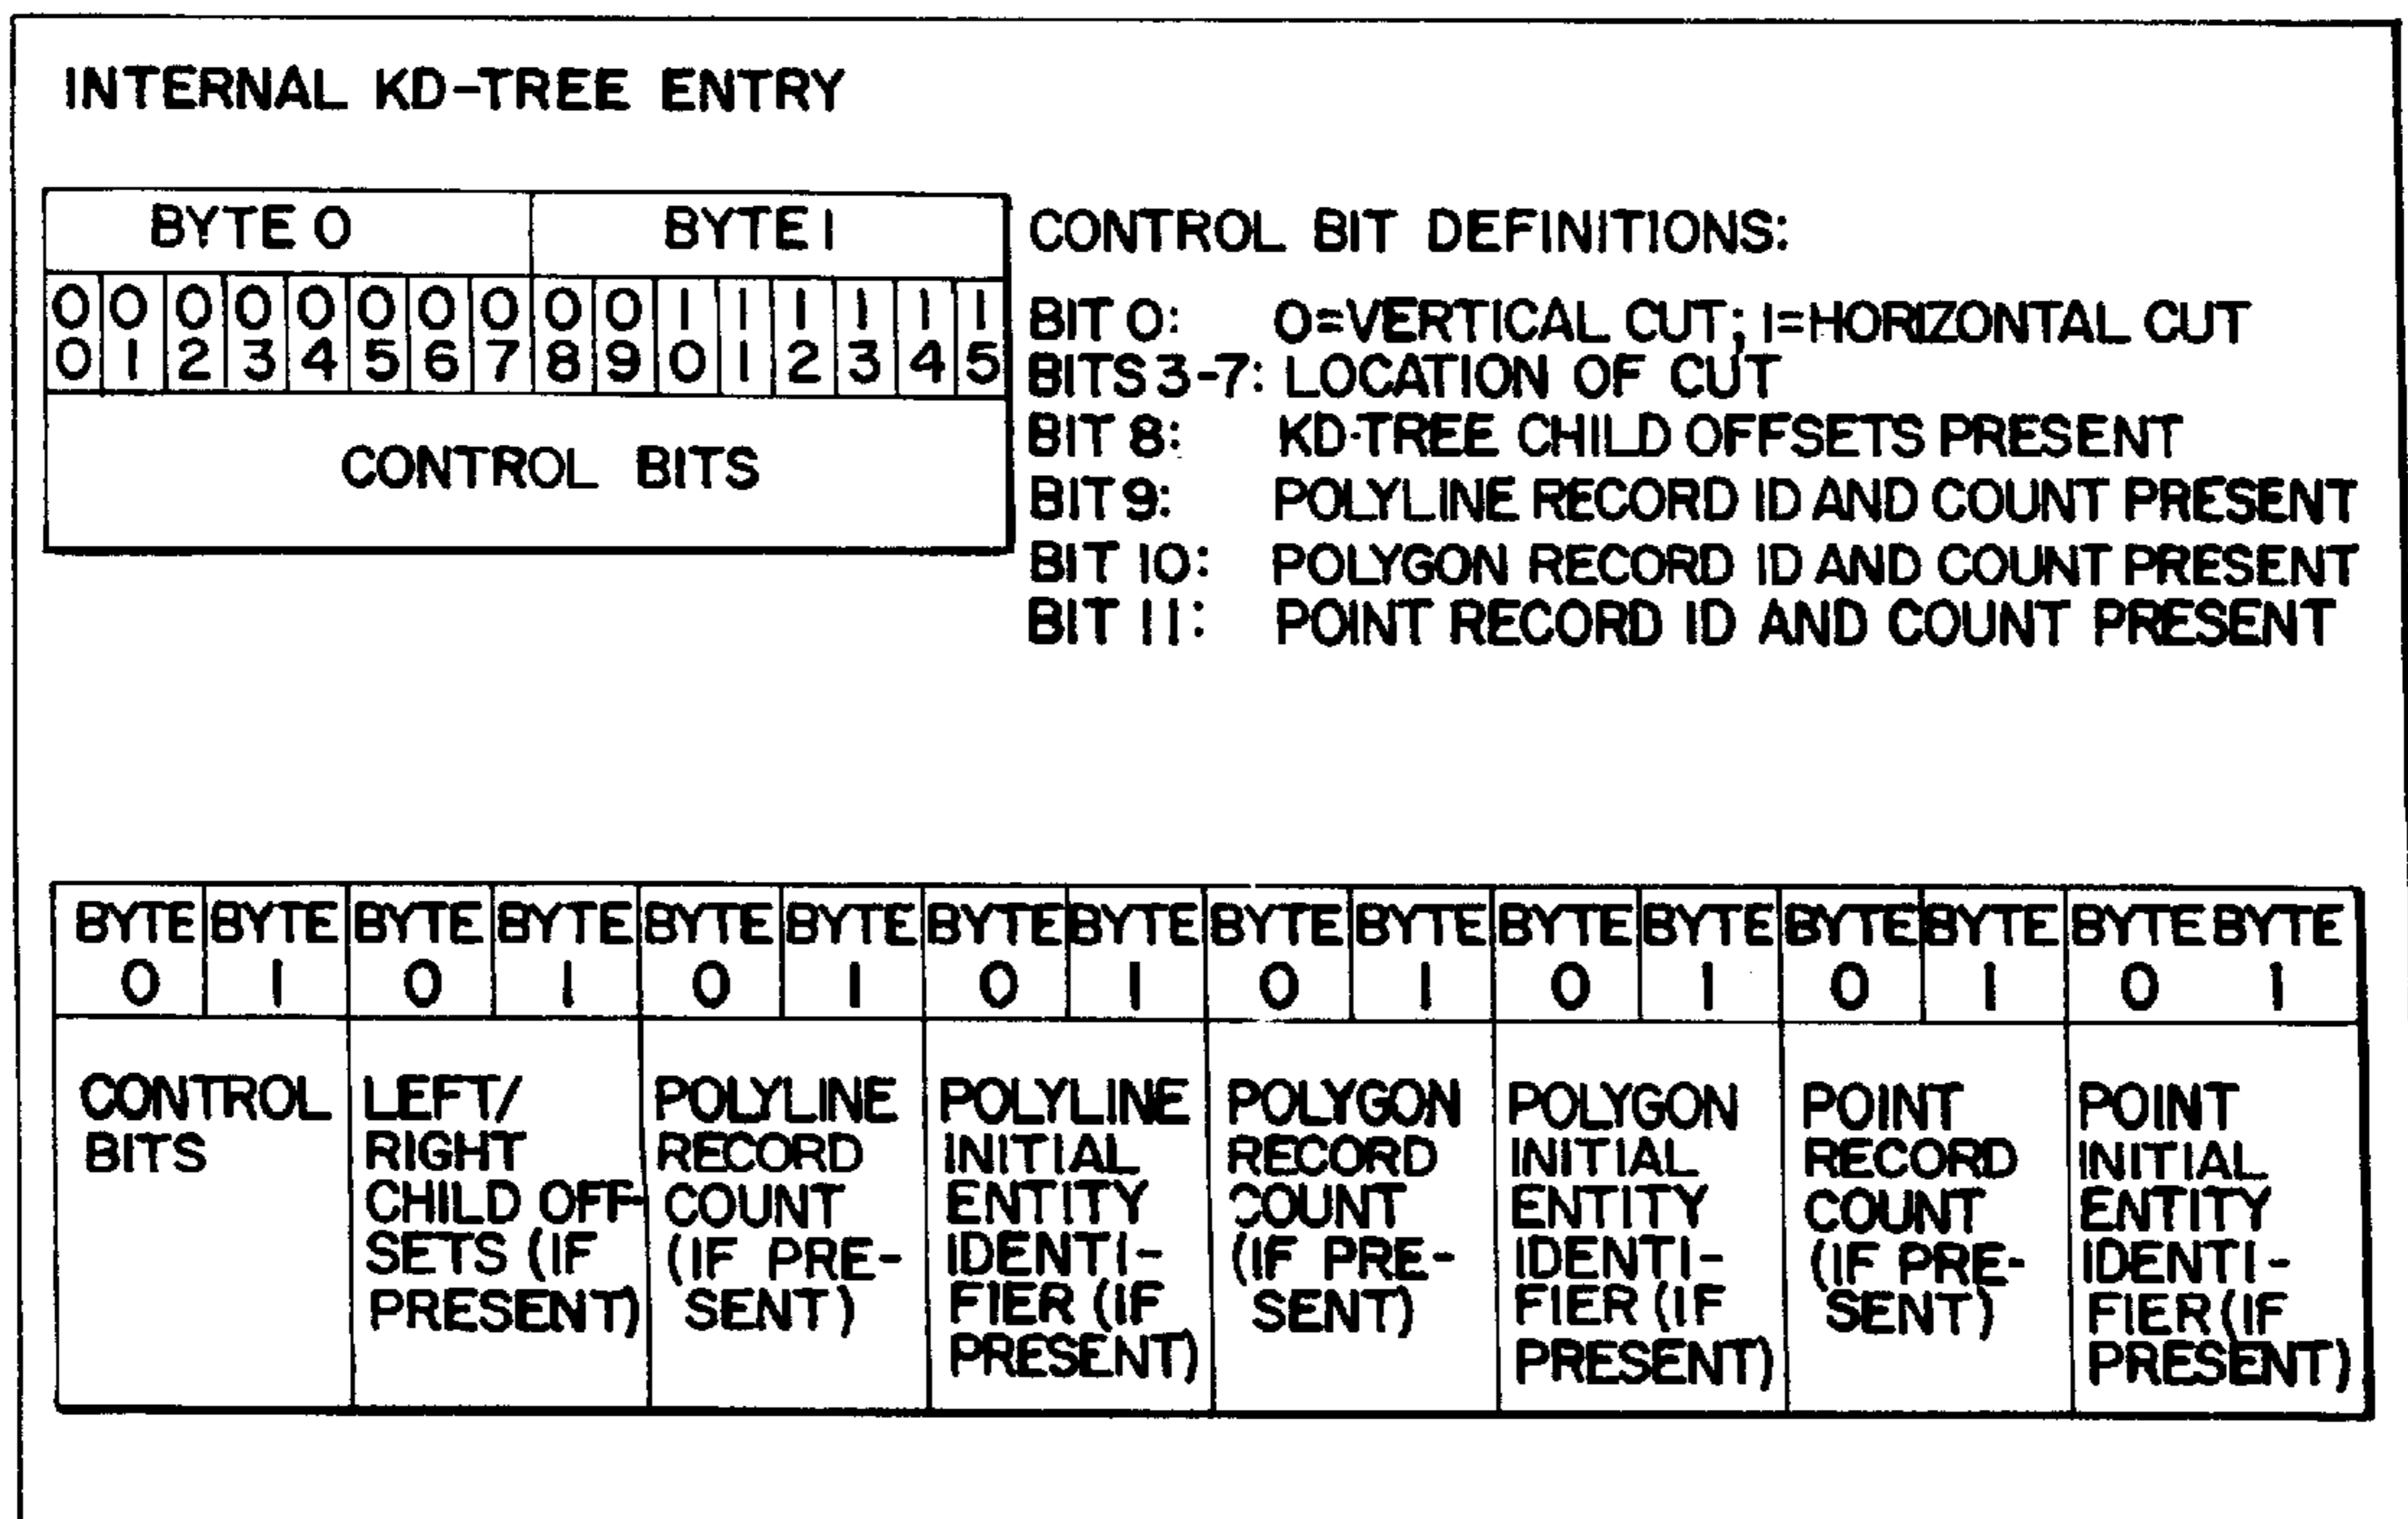 INTERNAL KD-TREE ENTRY
BYTE 0 BYTE 1
0 0 0 0 0 0 0 0 0 0 1 1 1 1 1 1
0 1 2 3 4 5 6 7 8 9 0 1 2 3 4 5
CONTROL BITS
CONTROL BIT DEFINITIONS:
BIT 0: 0=VERTICAL CUT; 1=HORIZONTAL CUT
BITS 3-7: LOCATION OF CUT
BIT 8: KD-TREE CHILD OFFSETS PRESENT
BIT 9: POLYLINE RECORD ID AND COUNT PRESENT
BIT 10: POLYGON RECORD ID AND COUNT PRESENT
BIT 11: POINT RECORD ID AND COUNT PRESENT
BYTE BYTE BYTE BYTE BYTE BYTE BYTE BYTE BYTE BYTE BYTE BYTE BYTE BYTE BYTE BYTE
0 1 0 1 0 1 0 1 0 1 0 1 0 1 0 1
CONTROL
BITS
LEFT/
RIGHT
CHILD OFF-
SETS (IF
PRESENT)
POLYLINE
RECORD
COUNT
(IF PRE-
SENT)
POLYLINE
INITIAL
ENTITY
IDENTI-
FIER (IF
PRESENT)
POLYGON
RECORD
COUNT
(IF PRE-
SENT)
POLYGON
INITIAL
ENTITY
IDENTI-
FIER (IF
PRESENT)
POINT
RECORD
COUNT
(IF PRE-
SENT)
POINT
INITIAL
ENTITY
IDENTI-
FIER (IF
PRESENT)